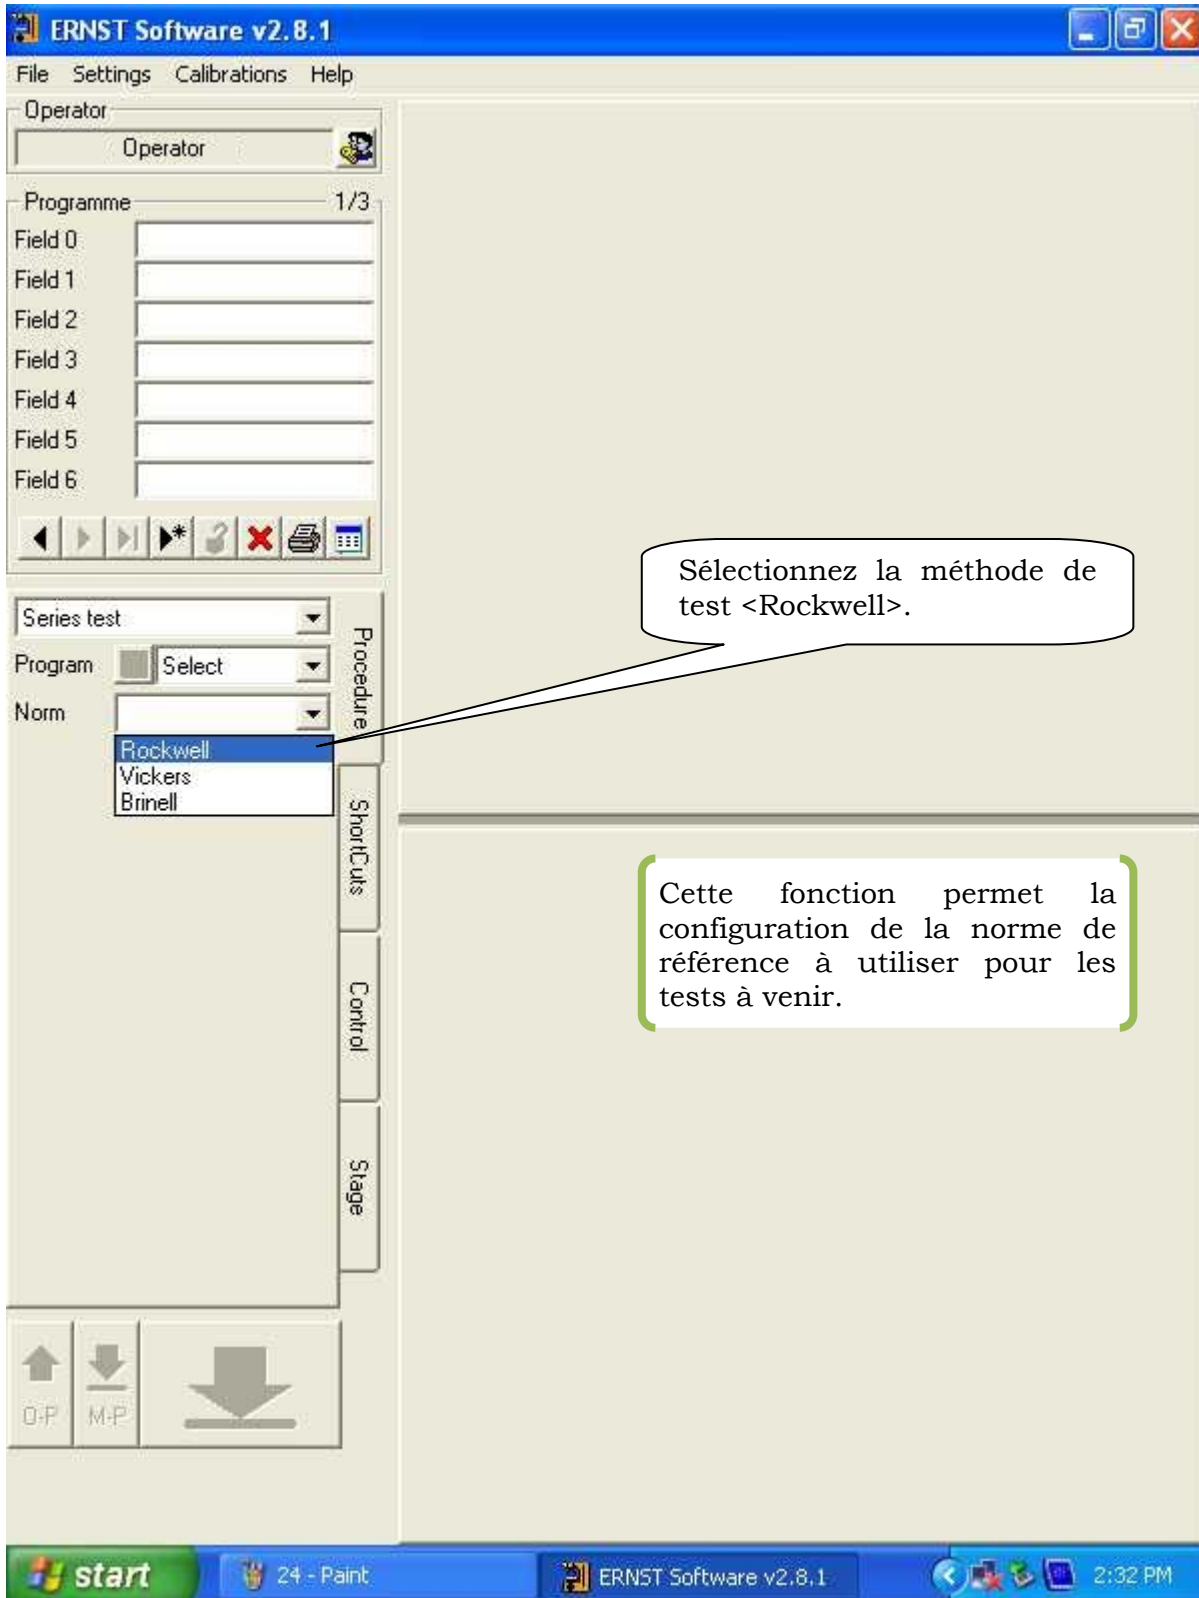 ERNST Software v2.8.1
File Settings Calibrations Help
Operator
Operator
Programme 1/3
Field 0
Field 1
Field 2
Field 3
Field 4
Field 5
Field 6
Sélectionnez la méthode de
test <Rockwell>.
Series test
Program Select
Norm
Rockwell
Vickers
Brinell
Procedure
ShortCuts
Control
Stage
Cette fonction permet la
configuration de la norme de
référence à utiliser pour les
tests à venir.
O-P M-P
start 24 - Paint ERNST Software v2.8.1 2:32 PM